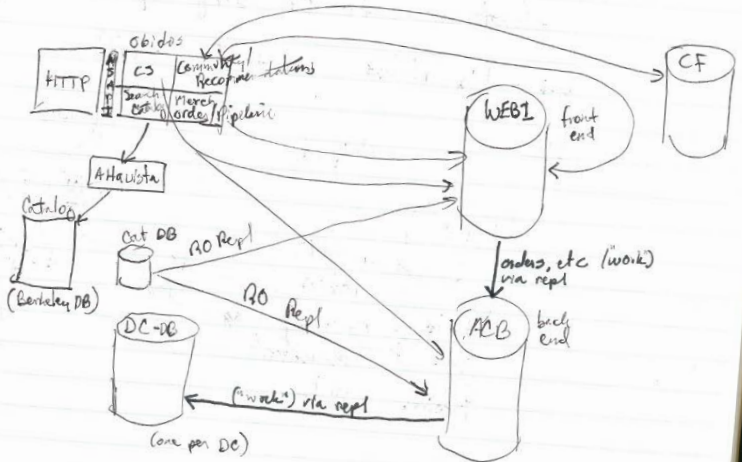 obidos
HTTP
CS
Community/
Recommendations
Search
Catalog
Merch
order/Pipeline
CF
WEB1
front
end
Altavista
Catalog
(Berkeley DB)
Cat DB
RO Repl
RO Repl
orders, etc ("work")
via repl
ACB
back
end
DC-DB
("work") via repl
(one per DC)